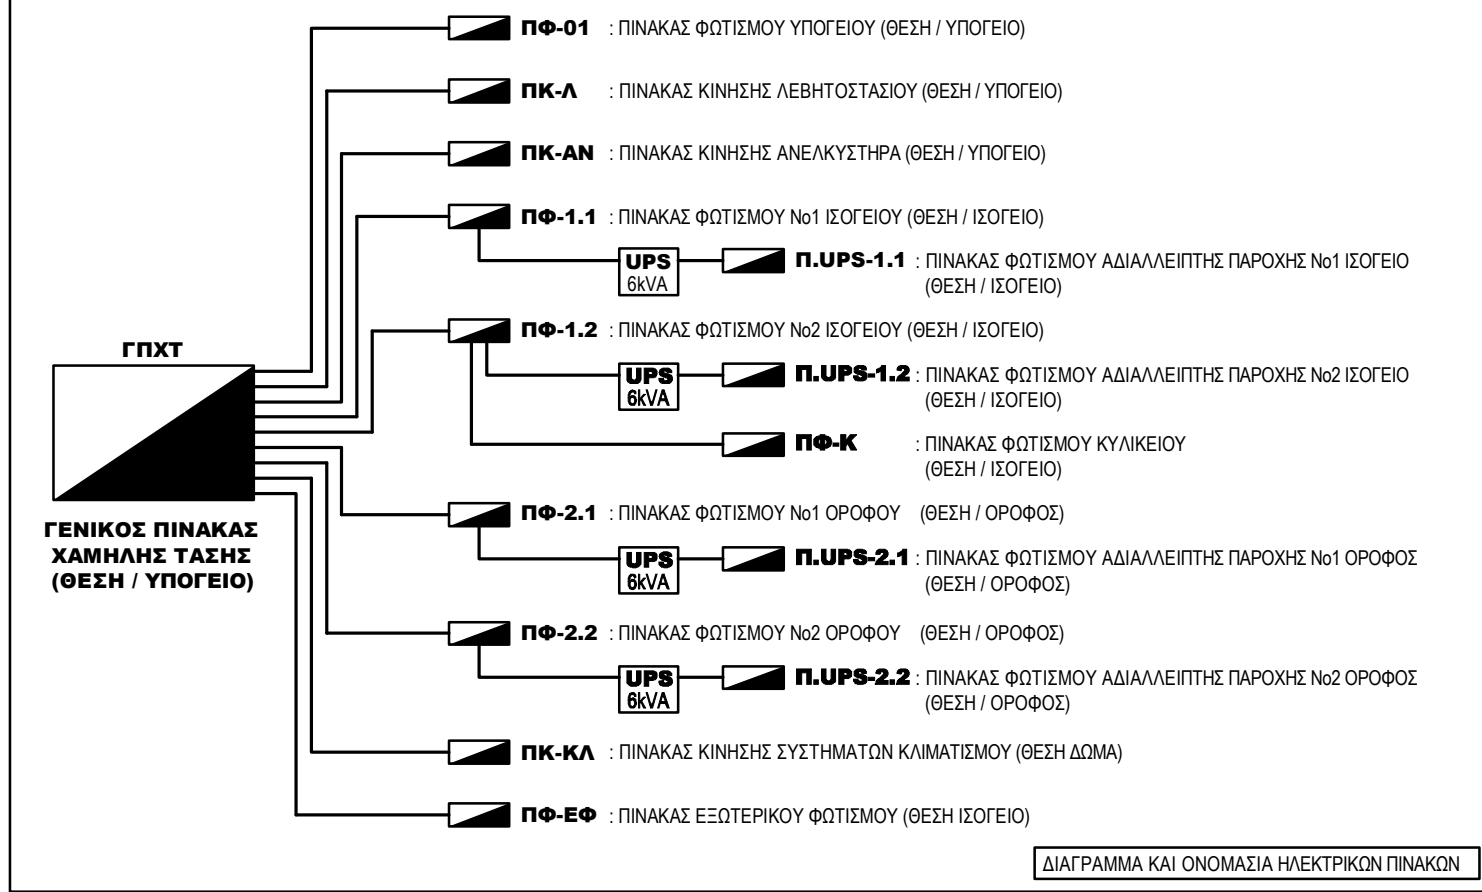 ΠΦ-01 : ΠΙΝΑΚΑΣ ΦΩΤΙΣΜΟΥ ΥΠΟΓΕΙΟΥ (ΘΕΣΗ / ΥΠΟΓΕΙΟ)
ΠΚ-Λ : ΠΙΝΑΚΑΣ ΚΙΝΗΣΗΣ ΛΕΒΗΤΟΣΤΑΣΙΟΥ (ΘΕΣΗ / ΥΠΟΓΕΙΟ)
ΠΚ-ΑΝ : ΠΙΝΑΚΑΣ ΚΙΝΗΣΗΣ ΑΝΕΛΚΥΣΤΗΡΑ (ΘΕΣΗ / ΥΠΟΓΕΙΟ)
ΠΦ-1.1 : ΠΙΝΑΚΑΣ ΦΩΤΙΣΜΟΥ Νο1 ΙΣΟΓΕΙΟΥ (ΘΕΣΗ / ΙΣΟΓΕΙΟ)
UPS
6kVA
Π.UPS-1.1 : ΠΙΝΑΚΑΣ ΦΩΤΙΣΜΟΥ ΑΔΙΑΛΛΕΙΠΤΗΣ ΠΑΡΟΧΗΣ Νο1 ΙΣΟΓΕΙΟ
(ΘΕΣΗ / ΙΣΟΓΕΙΟ)
ΠΦ-1.2 : ΠΙΝΑΚΑΣ ΦΩΤΙΣΜΟΥ Νο2 ΙΣΟΓΕΙΟΥ (ΘΕΣΗ / ΙΣΟΓΕΙΟ)
UPS
6kVA
Π.UPS-1.2 : ΠΙΝΑΚΑΣ ΦΩΤΙΣΜΟΥ ΑΔΙΑΛΛΕΙΠΤΗΣ ΠΑΡΟΧΗΣ Νο2 ΙΣΟΓΕΙΟ
(ΘΕΣΗ / ΙΣΟΓΕΙΟ)
ΠΦ-Κ : ΠΙΝΑΚΑΣ ΦΩΤΙΣΜΟΥ ΚΥΛΙΚΕΙΟΥ
(ΘΕΣΗ / ΙΣΟΓΕΙΟ)
ΓΠΧΤ
ΓΕΝΙΚΟΣ ΠΙΝΑΚΑΣ
ΧΑΜΗΛΗΣ ΤΑΣΗΣ
(ΘΕΣΗ / ΥΠΟΓΕΙΟ)
ΠΦ-2.1 : ΠΙΝΑΚΑΣ ΦΩΤΙΣΜΟΥ Νο1 ΟΡΟΦΟΥ (ΘΕΣΗ / ΟΡΟΦΟΣ)
UPS
6kVA
Π.UPS-2.1 : ΠΙΝΑΚΑΣ ΦΩΤΙΣΜΟΥ ΑΔΙΑΛΛΕΙΠΤΗΣ ΠΑΡΟΧΗΣ Νο1 ΟΡΟΦΟΣ
(ΘΕΣΗ / ΟΡΟΦΟΣ)
ΠΦ-2.2 : ΠΙΝΑΚΑΣ ΦΩΤΙΣΜΟΥ Νο2 ΟΡΟΦΟΥ (ΘΕΣΗ / ΟΡΟΦΟΣ)
UPS
6kVA
Π.UPS-2.2 : ΠΙΝΑΚΑΣ ΦΩΤΙΣΜΟΥ ΑΔΙΑΛΛΕΙΠΤΗΣ ΠΑΡΟΧΗΣ Νο2 ΟΡΟΦΟΣ
(ΘΕΣΗ / ΟΡΟΦΟΣ)
ΠΚ-ΚΛ : ΠΙΝΑΚΑΣ ΚΙΝΗΣΗΣ ΣΥΣΤΗΜΑΤΩΝ ΚΛΙΜΑΤΙΣΜΟΥ (ΘΕΣΗ ΔΩΜΑ)
ΠΦ-ΕΦ : ΠΙΝΑΚΑΣ ΕΞΩΤΕΡΙΚΟΥ ΦΩΤΙΣΜΟΥ (ΘΕΣΗ ΙΣΟΓΕΙΟ)
ΔΙΑΓΡΑΜΜΑ ΚΑΙ ΟΝΟΜΑΣΙΑ ΗΛΕΚΤΡΙΚΩΝ ΠΙΝΑΚΩΝ